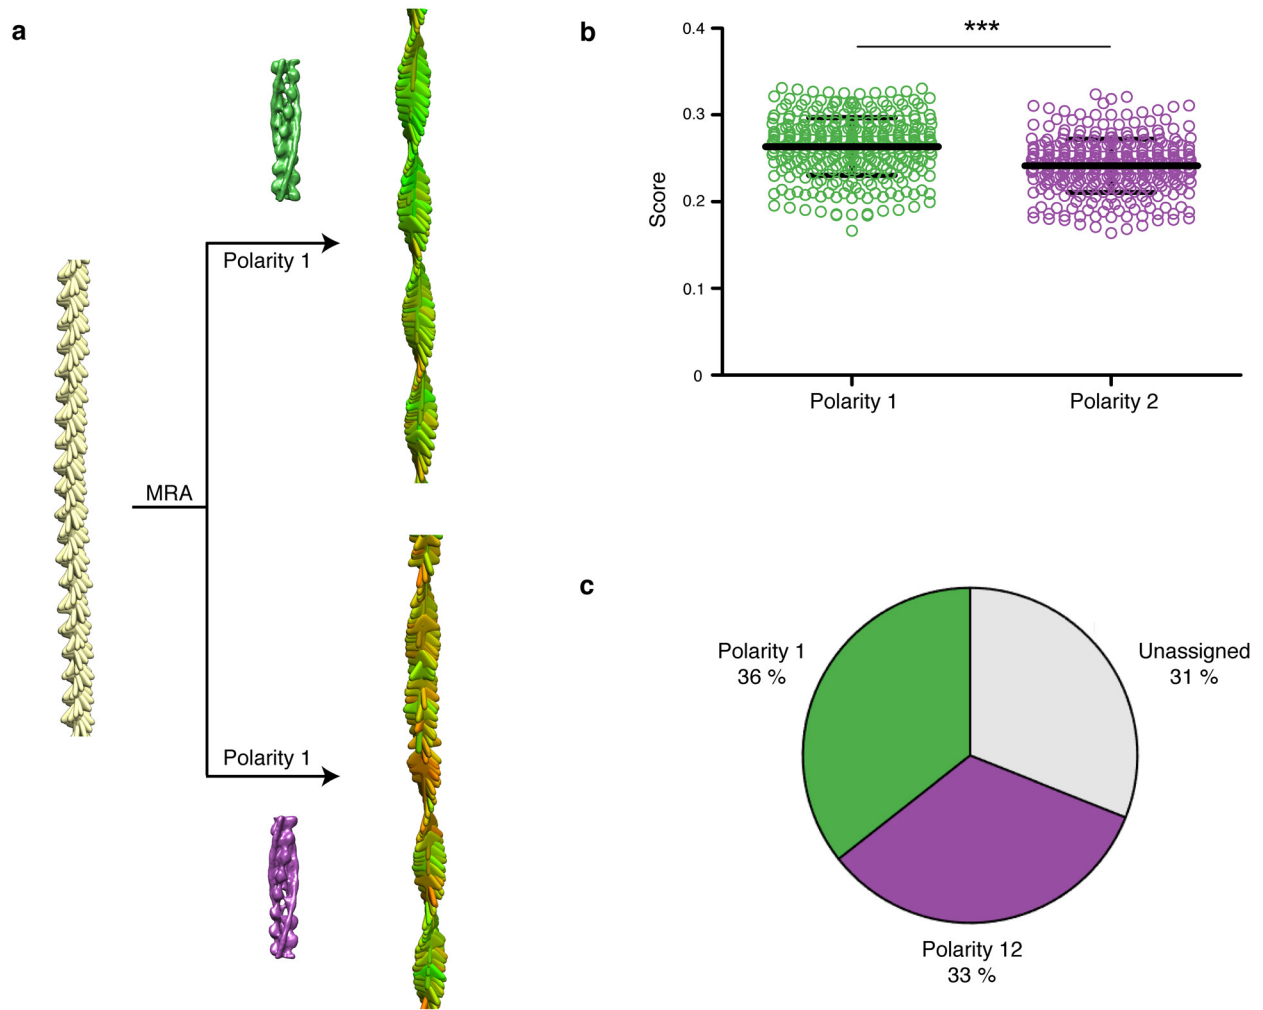 a
Polarity 1
MRA
Polarity 1
b
***
0.4
0.3
0.2
0.1
0
Score
Polarity 1
Polarity 2
c
Polarity 1
36 %
Unassigned
31 %
Polarity 12
33 %